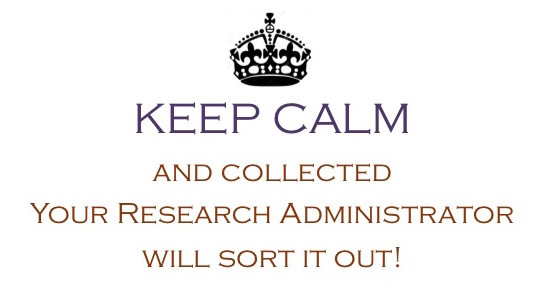 KEEP CALM
AND COLLECTED
YOUR RESEARCH ADMINISTRATOR
WILL SORT IT OUT!